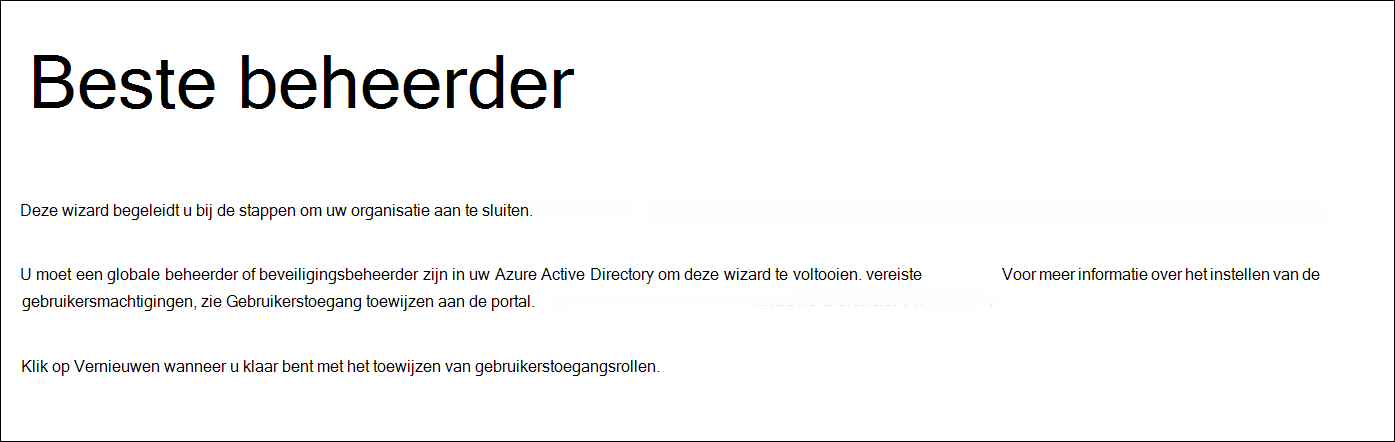 Beste beheerder
Deze wizard begeleidt u bij de stappen om uw organisatie aan te sluiten.
U moet een globale beheerder of beveiligingsbeheerder zijn in uw Azure Active Directory om deze wizard te voltooien. vereiste Voor meer informatie over het instellen van de
gebruikersmachtigingen, zie Gebruikerstoegang toewijzen aan de portal.
Klik op Vernieuwen wanneer u klaar bent met het toewijzen van gebruikerstoegangsrollen.